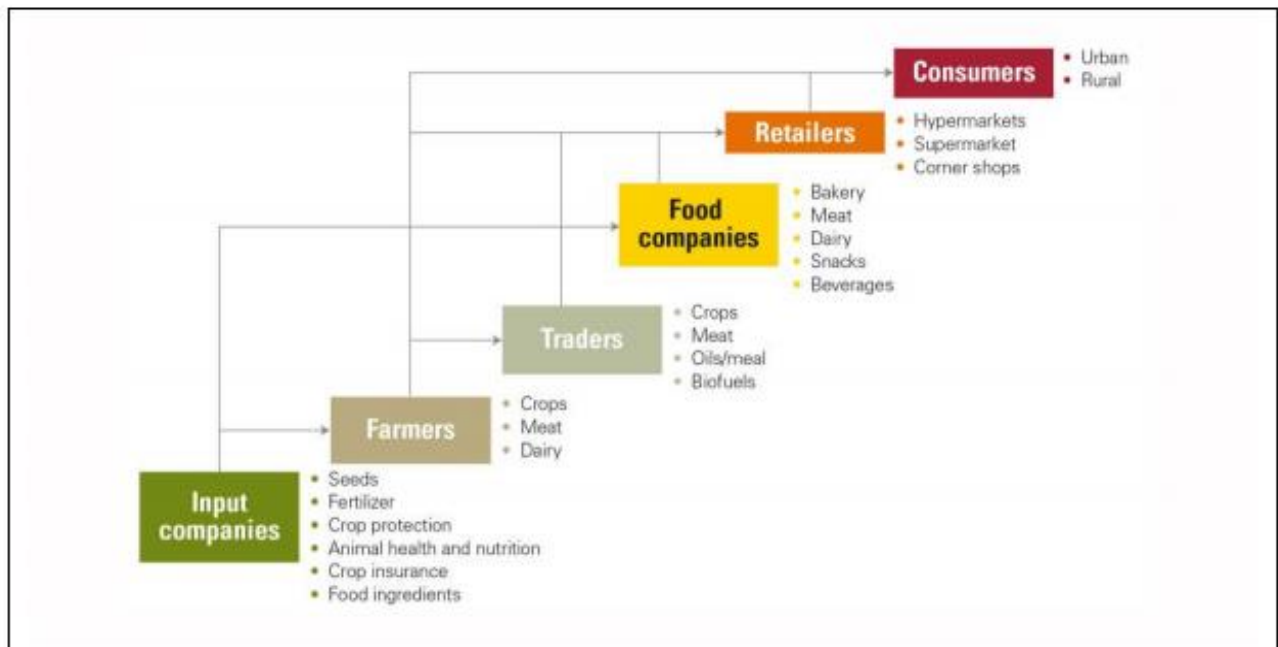 Consumers
• Urban
• Rural
Retailers
• Hypermarkets
• Supermarket
• Corner shops
Food
companies
• Bakery
• Meat
• Dairy
• Snacks
• Beverages
Traders
• Crops
• Meat
• Oils/meal
• Biofuels
Farmers
• Crops
• Meat
• Dairy
Input
companies
• Seeds
• Fertilizer
• Crop protection
• Animal health and nutrition
• Crop insurance
• Food ingredients